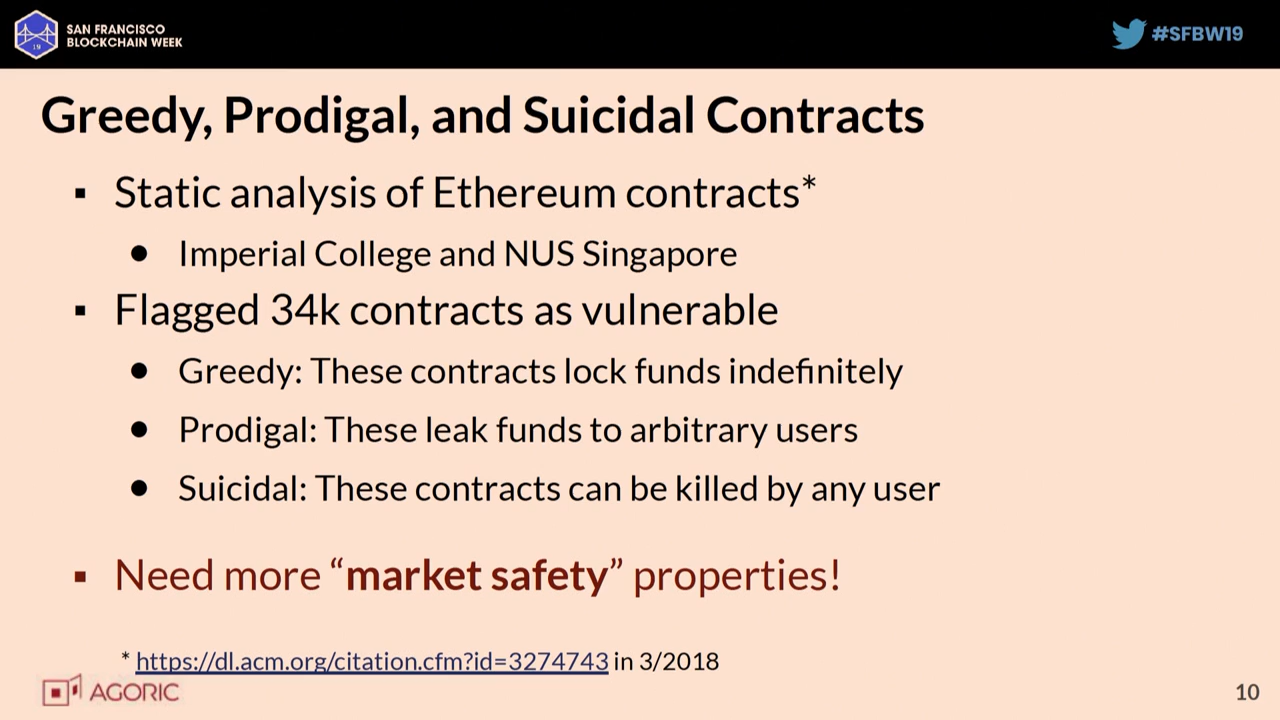 SAN FRANCISCO
BLOCKCHAIN WEEK
#SFBW19
Greedy, Prodigal, and Suicidal Contracts
▪ Static analysis of Ethereum contracts*
● Imperial College and NUS Singapore
▪ Flagged 34k contracts as vulnerable
● Greedy: These contracts lock funds indefinitely
● Prodigal: These leak funds to arbitrary users
● Suicidal: These contracts can be killed by any user
▪ Need more “market safety” properties!
* https://dl.acm.org/citation.cfm?id=3274743 in 3/2018
AGORIC
10